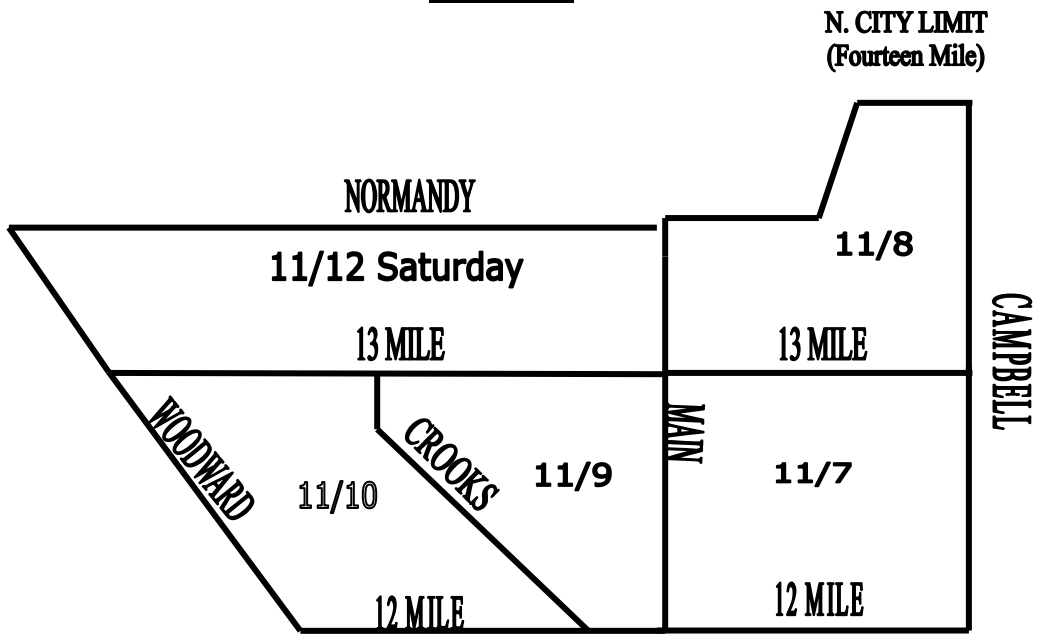 N. CITY LIMIT
(Fourteen Mile)
NORMANDY
11/8
11/12 Saturday
13 MILE
13 MILE
CAMPBELL
WOODWARD
CROOKS
MAIN
11/10
11/9
11/7
12 MILE
12 MILE